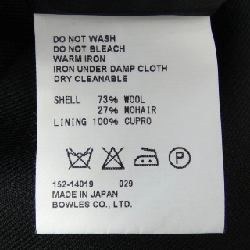 DO NOT WASH
DO NOT BLEACH
WARM IRON
IRON UNDER DAMP CLOTH
DRY CLEANABLE
SHELL 73% WOOL
27% MOHAIR
LINING 100% CUPRO
152-14019 029
MADE IN JAPAN
BOWLES CO., LTD.